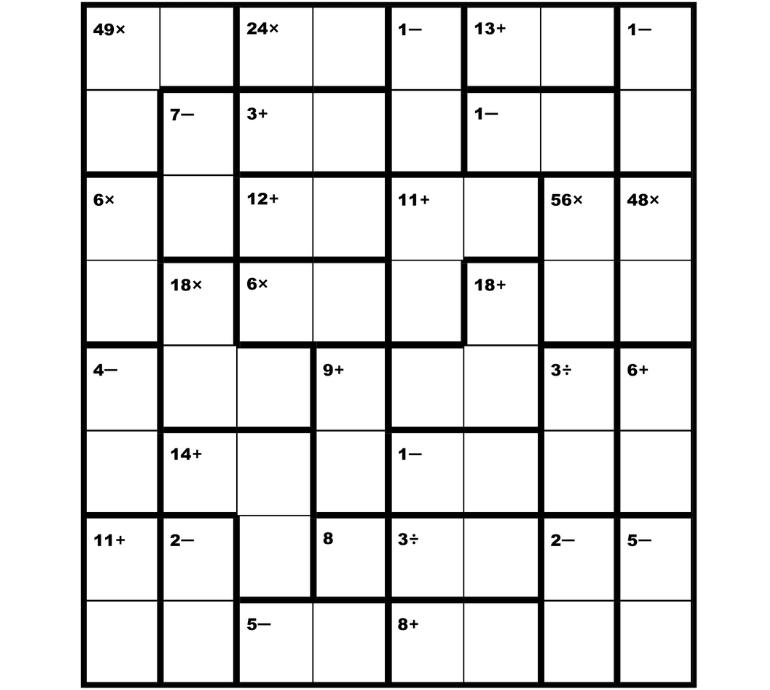 49× 24× 1− 13+ 1−
7− 3+ 1−
6× 12+ 11+ 56× 48×
18× 6× 18+
4− 9+ 3÷ 6+
14+ 1−
11+ 2− 8 3÷ 2− 5−
5− 8+